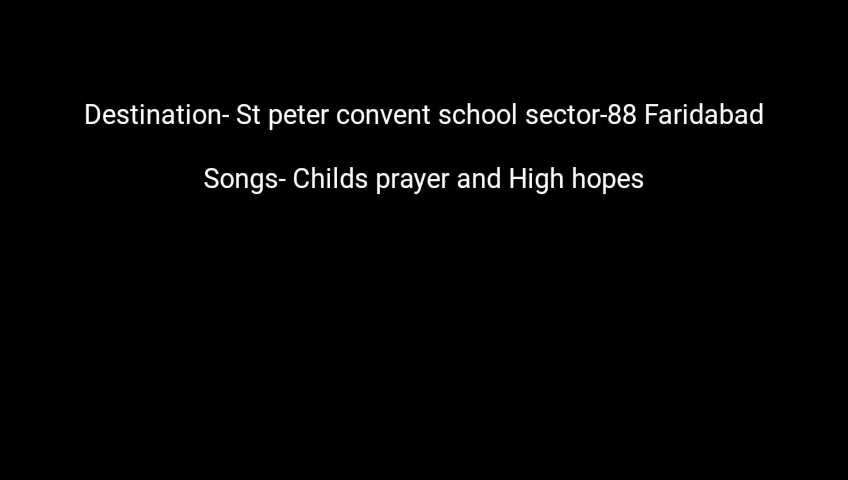 Destination- St peter convent school sector-88 Faridabad
Songs- Childs prayer and High hopes